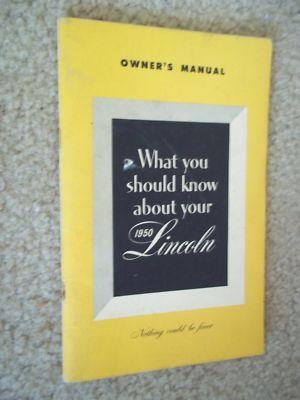 OWNER'S MANUAL
What you
should know
about your
1950 Lincoln
Nothing could be finer